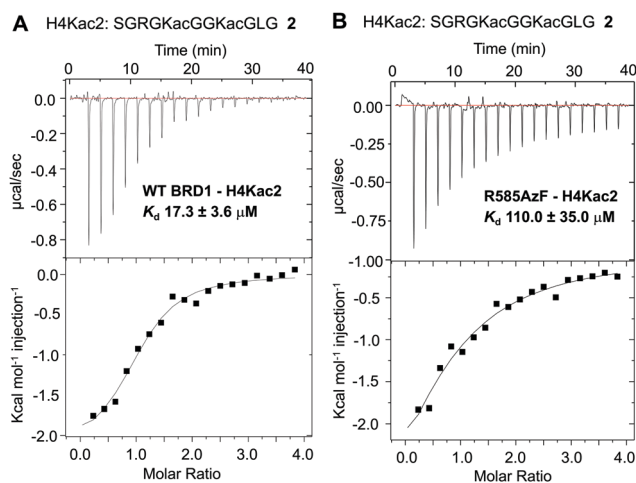 A H4Kac2: SGRGKacGGKacGLG 2
Time (min)
0 10 20 30 40
0.0
-0.2
-0.4
-0.6
-0.8
µcal/sec
WT BRD1 - H4Kac2
Kd 17.3 ± 3.6 µM
0.0
-0.5
-1.0
-1.5
-2.0
Kcal mol-1 injection-1
0.0 1.0 2.0 3.0 4.0
Molar Ratio
B H4Kac2: SGRGKacGGKacGLG 2
Time (min)
0 10 20 30 40
0.00
-0.25
-0.50
-0.75
-1.00
µcal/sec
R585AzF - H4Kac2
Kd 110.0 ± 35.0 µM
-0.5
-1.0
-1.5
-2.0
Kcal mol-1 injection-1
0.0 1.0 2.0 3.0 4.0
Molar Ratio